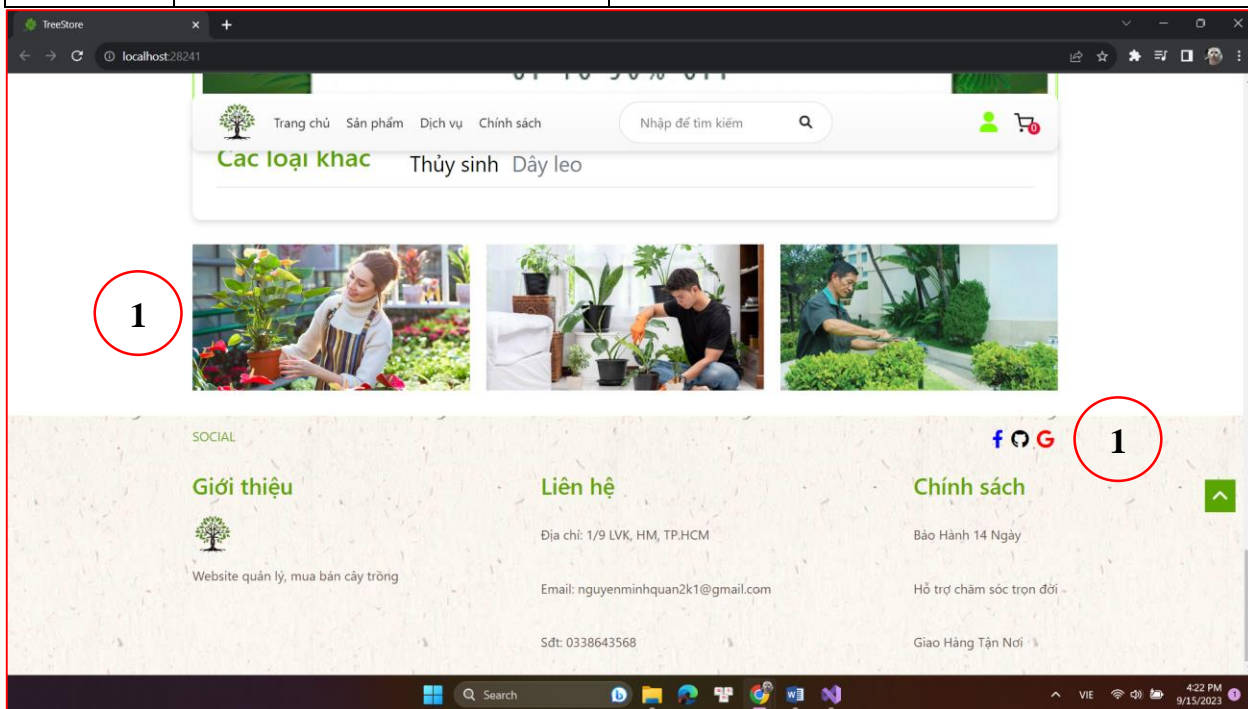 TreeStore
localhost:28241
Trang chủ Sản phẩm Dịch vụ Chính sách Nhập để tìm kiếm 0
Các loại khác Thủy sinh Dây leo
1
SOCIAL
1
Giới thiệu Liên hệ Chính sách
Địa chỉ: 1/9 LVK, HM, TP.HCM Bảo Hành 14 Ngày
Website quản lý, mua bán cây trồng
Email: nguyenminhquan2k1@gmail.com Hỗ trợ chăm sóc trọn đời
Sđt: 0338643568 Giao Hàng Tận Nơi
Search VIE 4:22 PM
9/15/2023 1